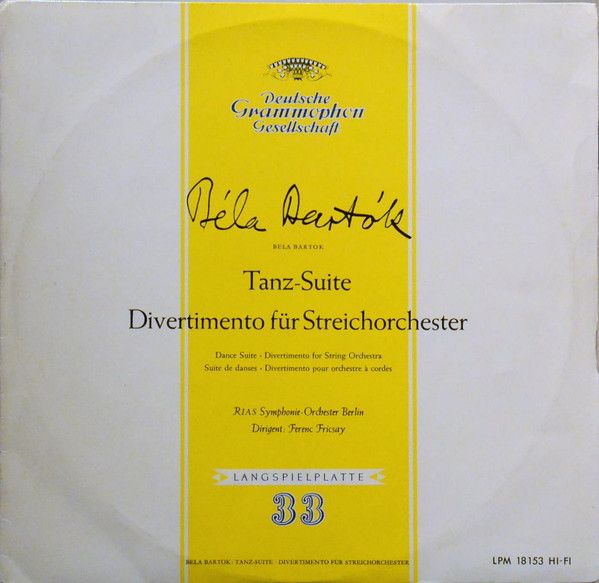 Deutsche
Grammophon
Gesellschaft
Béla Bartók
BELA BARTOK
Tanz-Suite
Divertimento für Streichorchester
Dance Suite · Divertimento for String Orchestra
Suite de danses · Divertimento pour orchestre à cordes
RIAS Symphonie-Orchester Berlin
Dirigent: Ferenc Fricsay
LANGSPIELPLATTE
33
BELA BARTOK: TANZ-SUITE · DIVERTIMENTO FÜR STREICHORCHESTER
LPM 18153 HI-FI